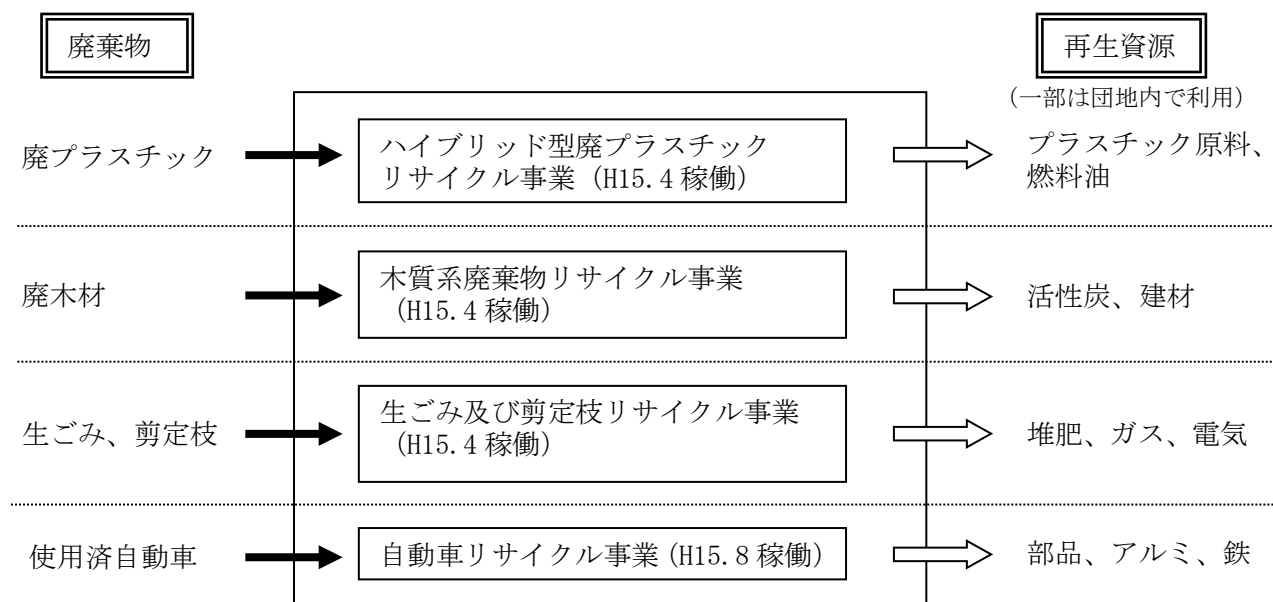 廃棄物
再生資源
(一部は団地内で利用)
廃プラスチック
ハイブリッド型廃プラスチック
リサイクル事業 (H15.4 稼働)
プラスチック原料、
燃料油
廃木材
木質系廃棄物リサイクル事業
(H15.4 稼働)
活性炭、建材
生ごみ、剪定枝
生ごみ及び剪定枝リサイクル事業
(H15.4 稼働)
堆肥、ガス、電気
使用済自動車
自動車リサイクル事業 (H15.8 稼働)
部品、アルミ、鉄